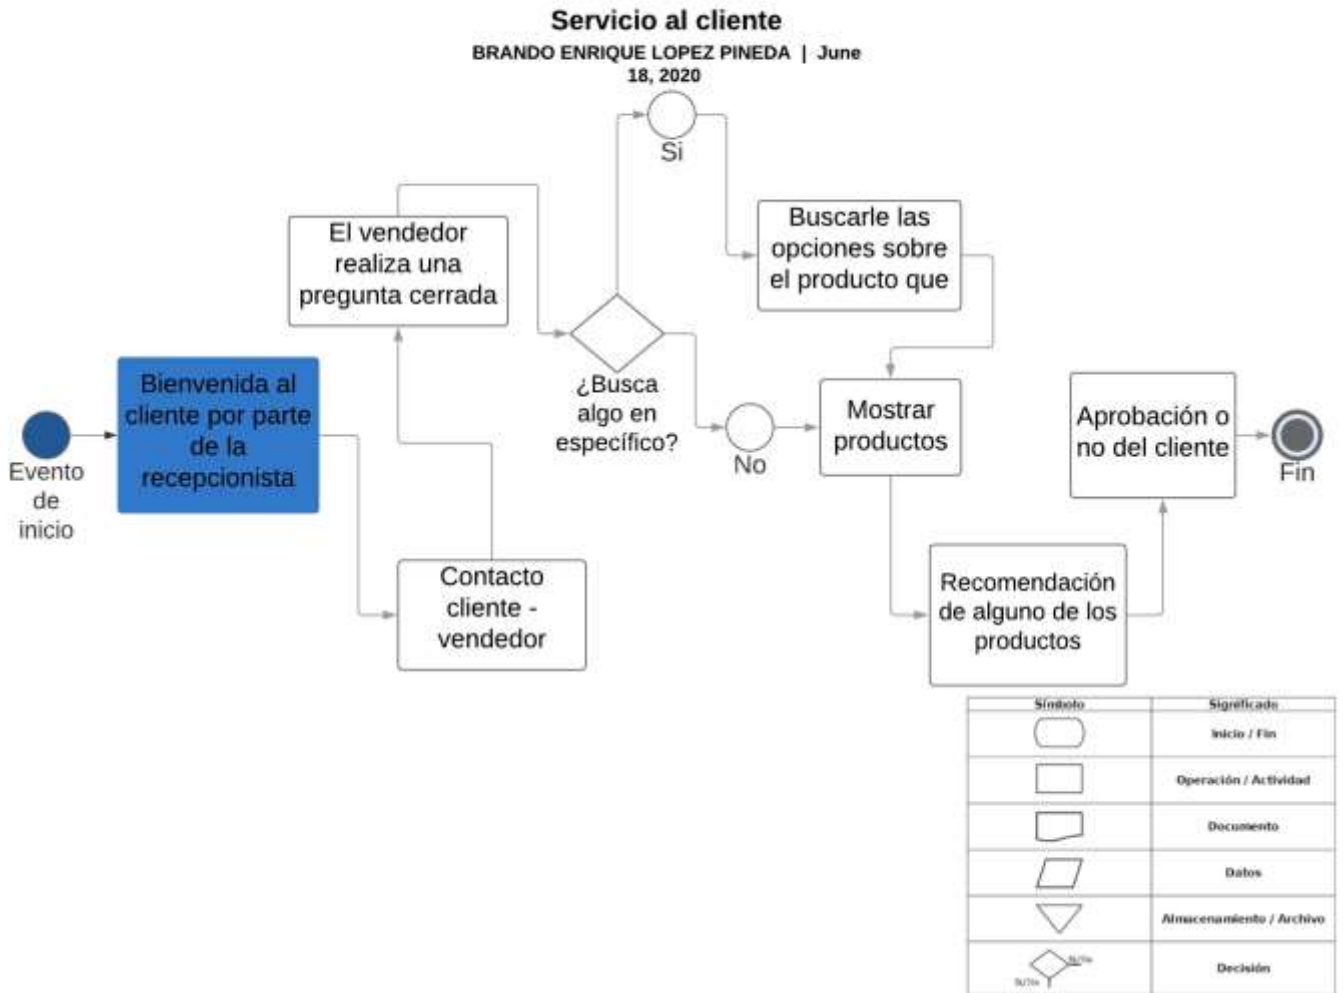 Servicio al cliente
BRANDO ENRIQUE LOPEZ PINEDA | June
18, 2020
Si
Buscarle las
opciones sobre
el producto que
El vendedor
realiza una
pregunta cerrada
¿Busca
algo en
específico?
No
Mostrar
productos
Aprobación o
no del cliente
Fin
Bienvenida al
cliente por parte
de la
recepcionista
Evento
de
inicio
Contacto
cliente -
vendedor
Recomendación
de alguno de los
productos
Símbolo Significado
Inicio / Fin
Operación / Actividad
Documento
Datos
Almacenamiento / Archivo
Decisión